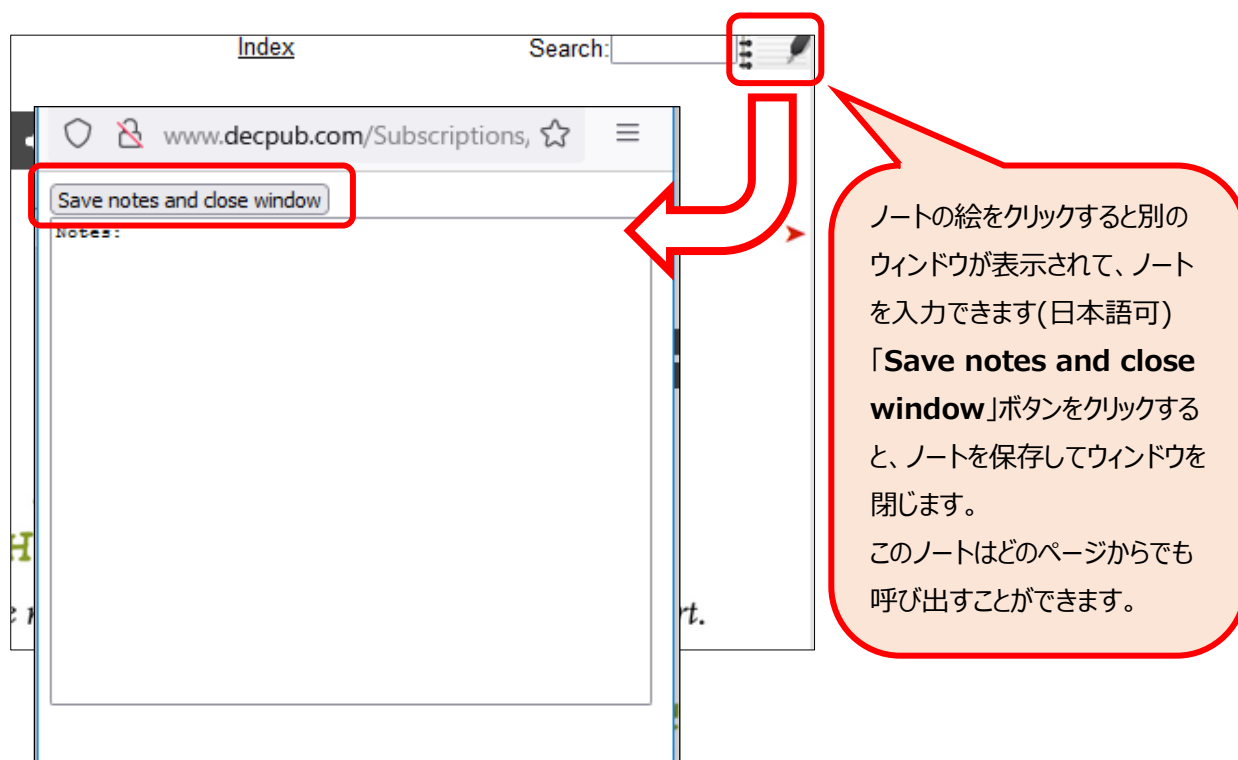 Index
Search:
www.decpub.com/Subscriptions,
Save notes and close window
Notes:
H
rt.
ノートの絵をクリックすると別の
ウィンドウが表示されて、ノート
を入力できます(日本語可)
「Save notes and close
window」ボタンをクリックする
と、ノートを保存してウィンドウを
閉じます。
このノートはどのページからでも
呼び出すことができます。